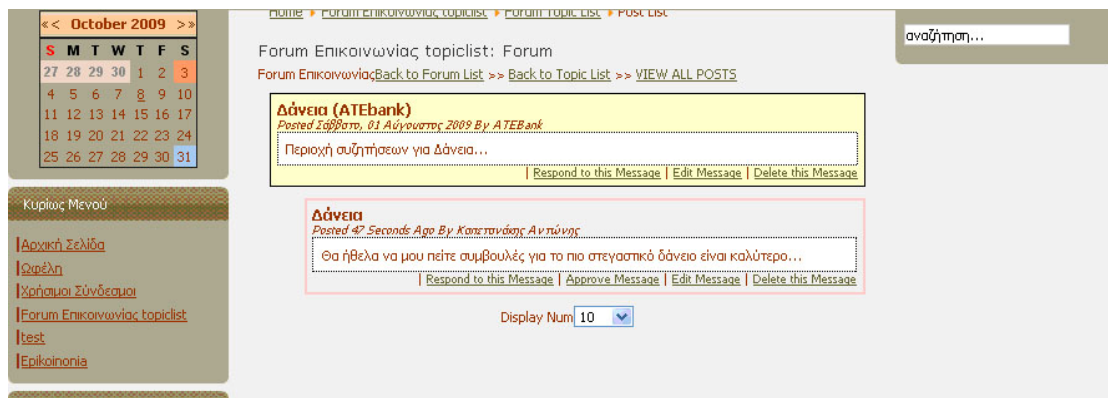 << October 2009 >>
S M T W T F S
27 28 29 30 1 2 3
4 5 6 7 8 9 10
11 12 13 14 15 16 17
18 19 20 21 22 23 24
25 26 27 28 29 30 31
Κυρίως Μενού
Αρχική Σελίδα
Οφέλη
Χρήσιμοι Σύνδεσμοι
Forum Επικοινωνίας topiclist
test
Epikoinonia
Home Forum Επικοινωνίας topiclist Forum Topic List Post List
Forum Επικοινωνίας topiclist: Forum
Forum ΕπικοινωνίαςBack to Forum List >> Back to Topic List >> VIEW ALL POSTS
Δάνεια (ATEbank)
Posted Σάββατο, 01 Αύγουστος 2009 By ATEBank
Περιοχή συζητήσεων για Δάνεια...
| Respond to this Message | Edit Message | Delete this Message
Δάνεια
Posted 47 Seconds Ago By Καπετανάκης Αντώνης
Θα ήθελα να μου πείτε συμβουλές για το πιο στεγαστικό δάνειο είναι καλύτερο...
| Respond to this Message | Approve Message | Edit Message | Delete this Message
Display Num 10
αναζήτηση...